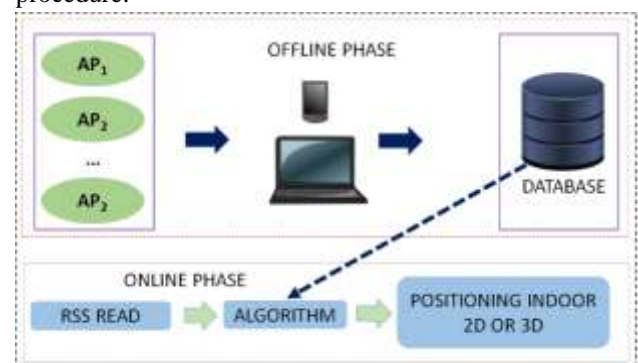 procedure.
OFFLINE PHASE
AP1
AP2
...
AP2
DATABASE
ONLINE PHASE
RSS READ
ALGORITHM
POSITIONING INDOOR
2D OR 3D